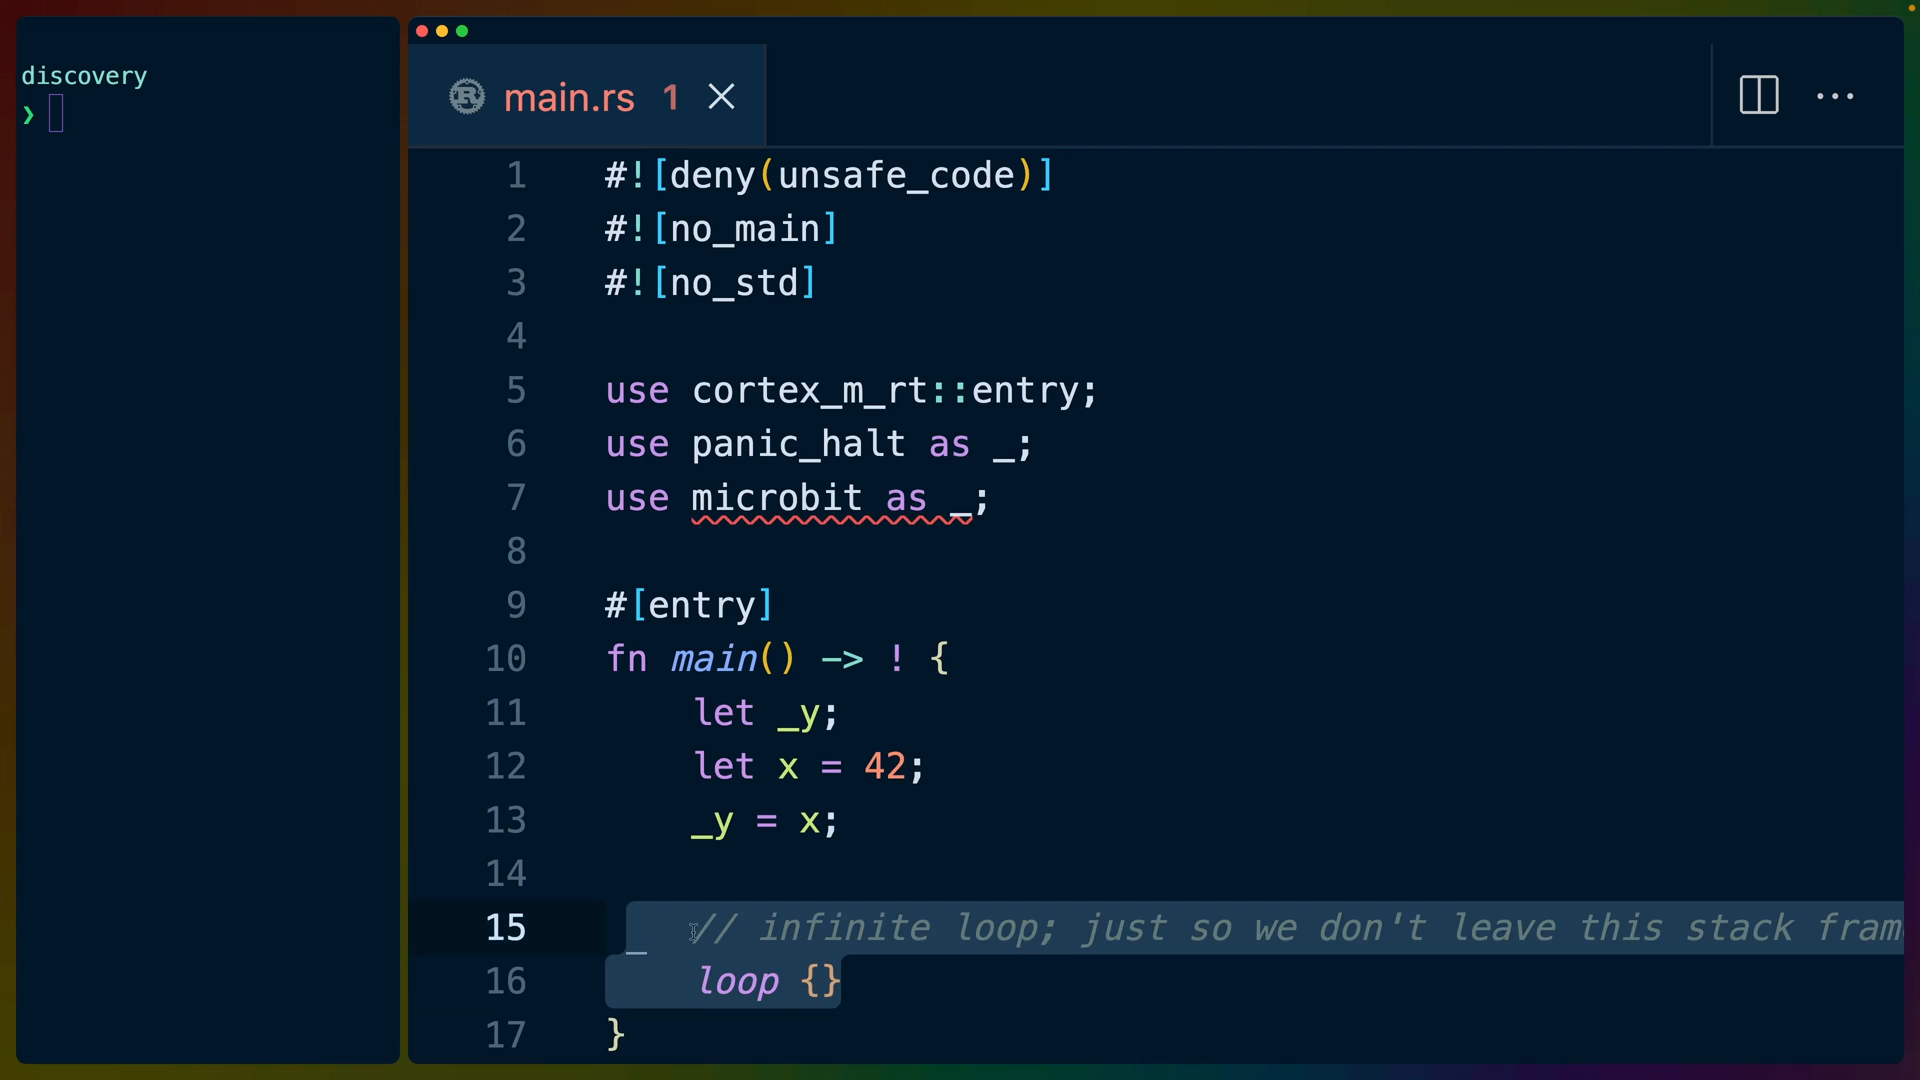 discovery
❯
main.rs 1
1 #![deny(unsafe_code)]
2 #![no_main]
3 #![no_std]
4
5 use cortex_m_rt::entry;
6 use panic_halt as _;
7 use microbit as _;
8
9 #[entry]
10 fn main() -> ! {
11 let _y;
12 let x = 42;
13 _y = x;
14
15 // infinite loop; just so we don't leave this stack fram
16 loop {}
17 }